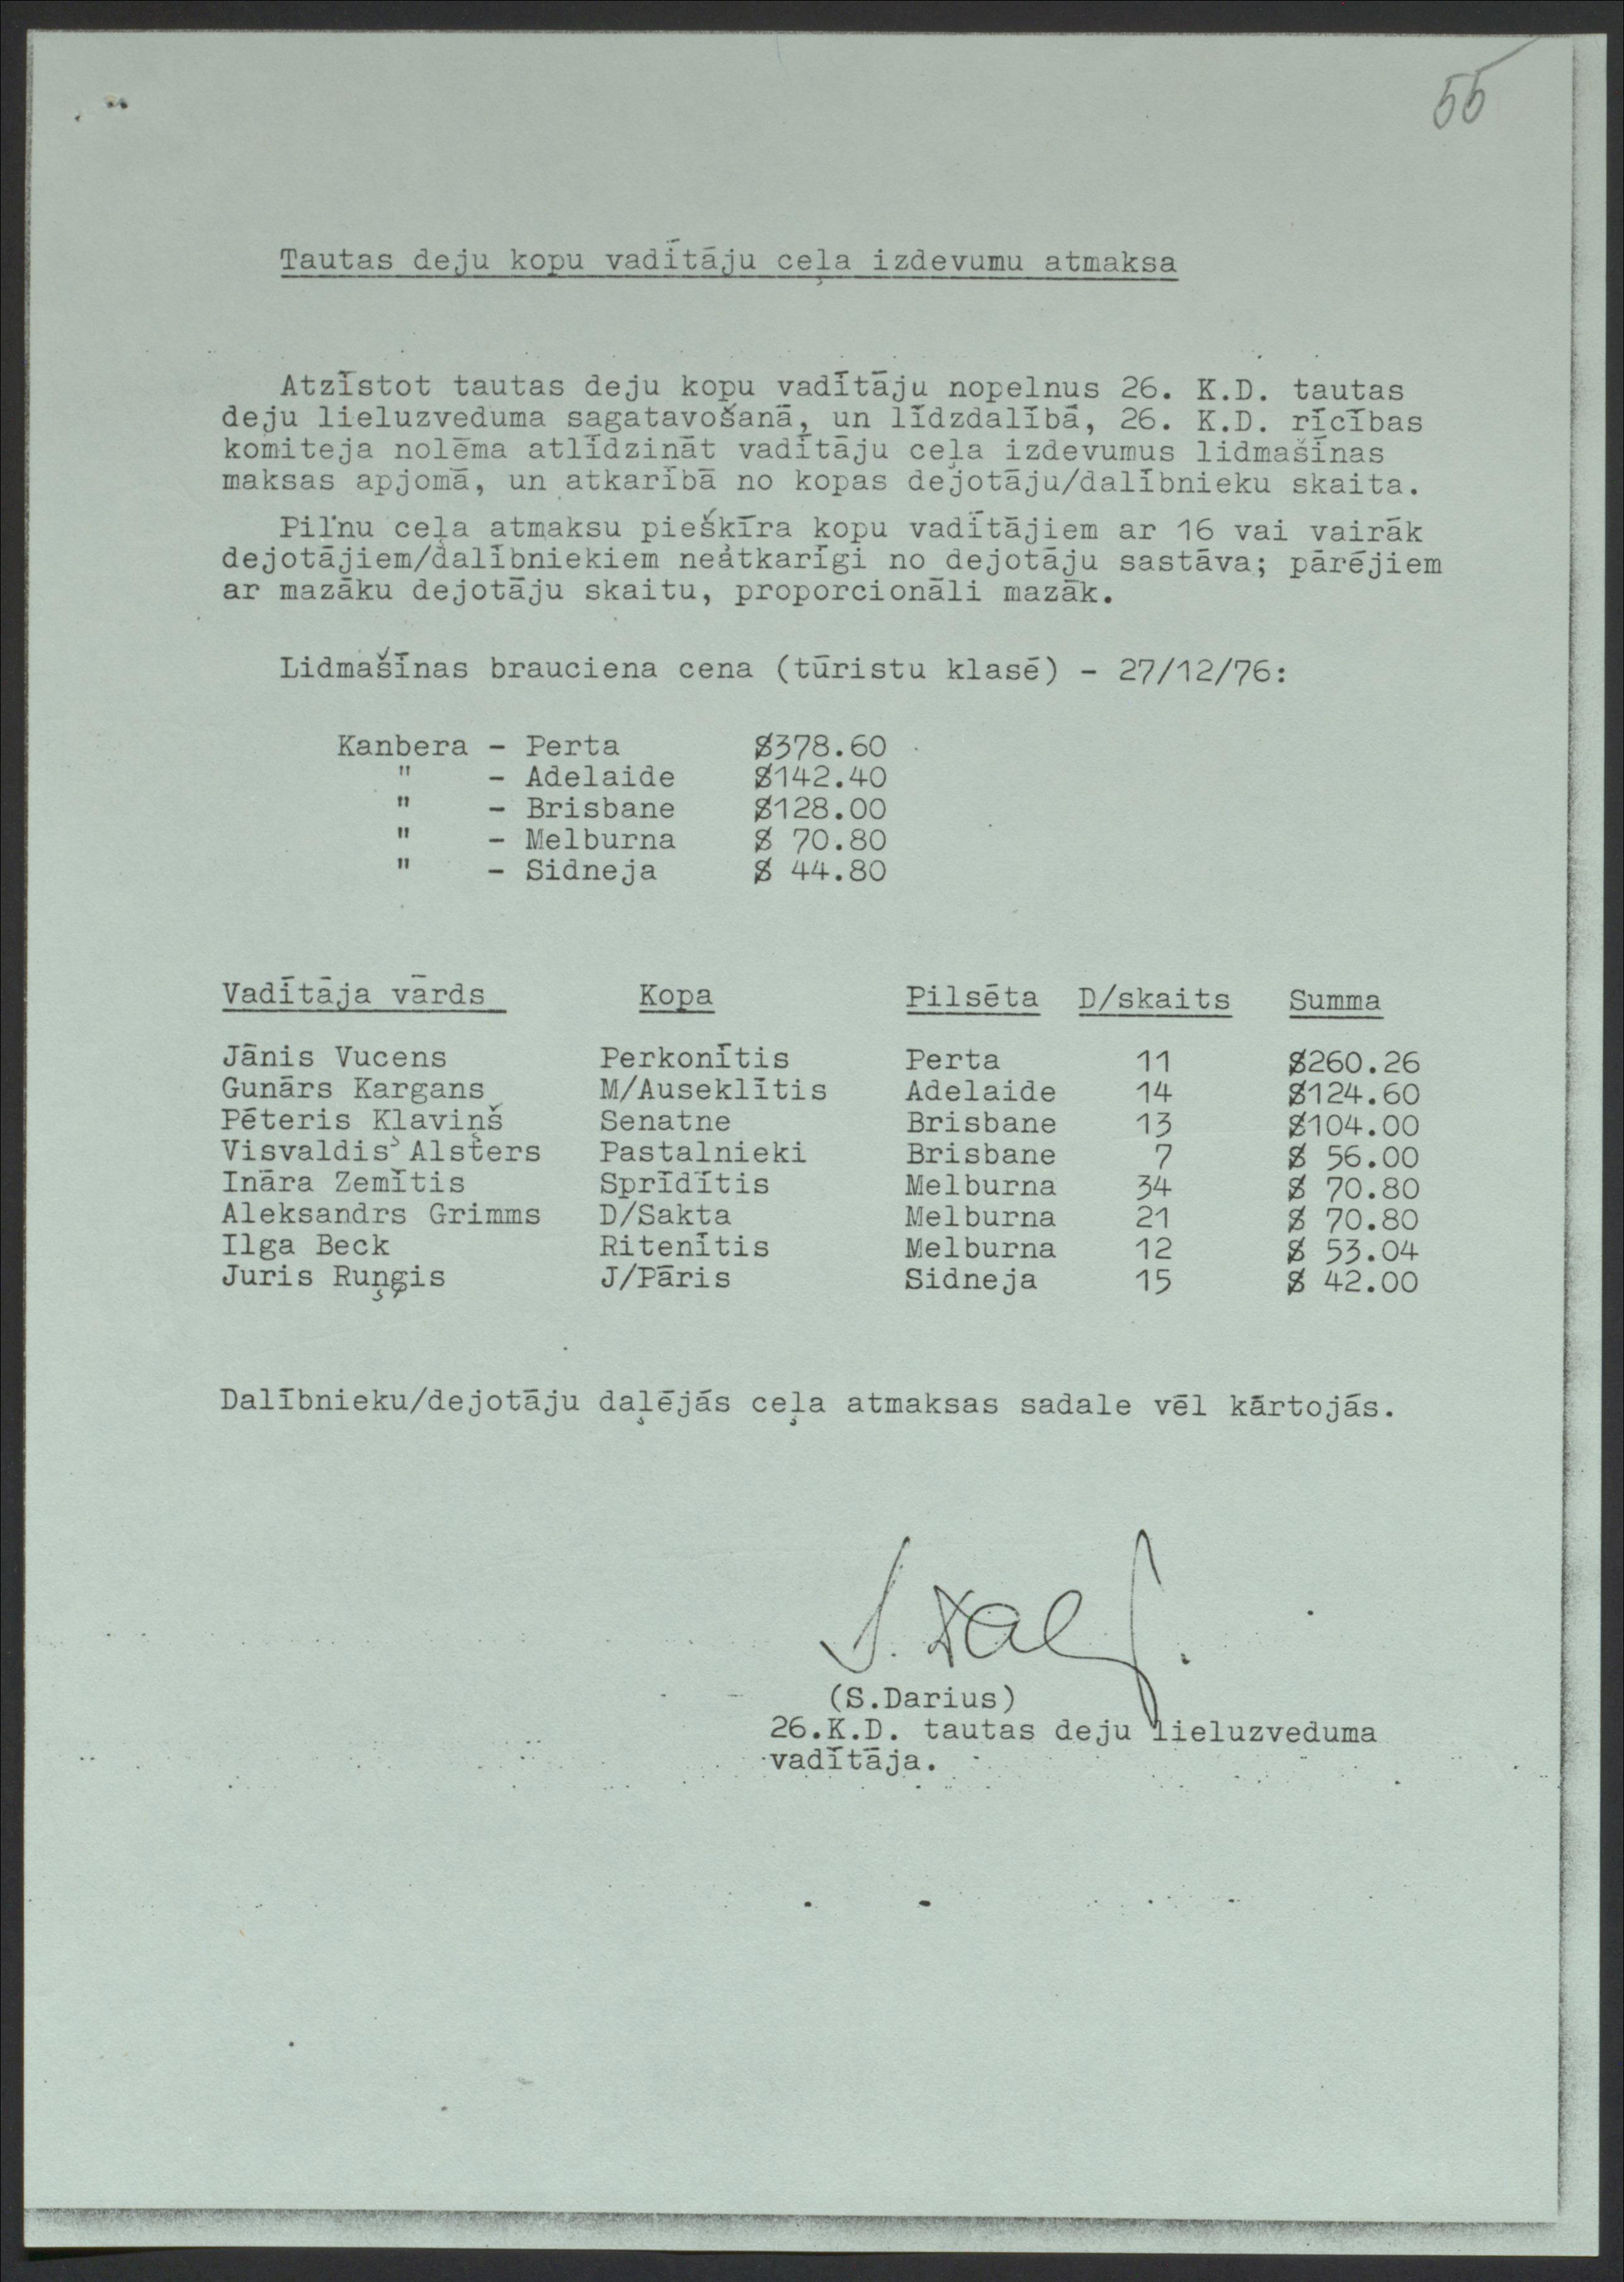 55
Tautas deju kopu vadītāju ceļa izdevumu atmaksa
Atzīstot tautas deju kopu vadītāju nopelnus 26. K.D. tautas
deju lieluzveduma sagatavošanā, un līdzdalībā, 26. K.D. rīcības
komiteja nolēma atlīdzināt vadītāju ceļa izdevumus lidmašīnas
maksas apjomā, un atkarībā no kopas dejotāju/dalībnieku skaita.
Pilnu ceļa atmaksu piešķīra kopu vadītājiem ar 16 vai vairāk
dejotājiem/dalībniekiem neatkarīgi no dejotāju sastāva; pārējiem
ar mazāku dejotāju skaitu, proporcionāli mazāk.
Lidmašīnas brauciena cena (tūristu klasē) - 27/12/76:
Kanbera - Perta $378.60
" - Adelaide $142.40
" - Brisbane $128.00
" - Melburna $ 70.80
" - Sidneja $ 44.80
Vadītāja vārds Kopa Pilsēta D/skaits Summa
Jānis Vucens Perkonītis Perta 11 $260.26
Gunārs Kargans M/Auseklītis Adelaide 14 $124.60
Pēteris Kļaviņš Senatne Brisbane 13 $104.00
Visvaldis Alsters Pastalnieki Brisbane 7 $ 56.00
Ināra Zemītis Sprīdītis Melburna 34 $ 70.80
Aleksandrs Grimms D/Sakta Melburna 21 $ 70.80
Ilga Beck Ritenītis Melburna 12 $ 53.04
Juris Ruņģis J/Pāris Sidneja 15 $ 42.00
Dalībnieku/dejotāju daļējās ceļa atmaksas sadale vēl kārtojās.
(S.Darius)
26.K.D. tautas deju lieluzveduma
vadītāja.